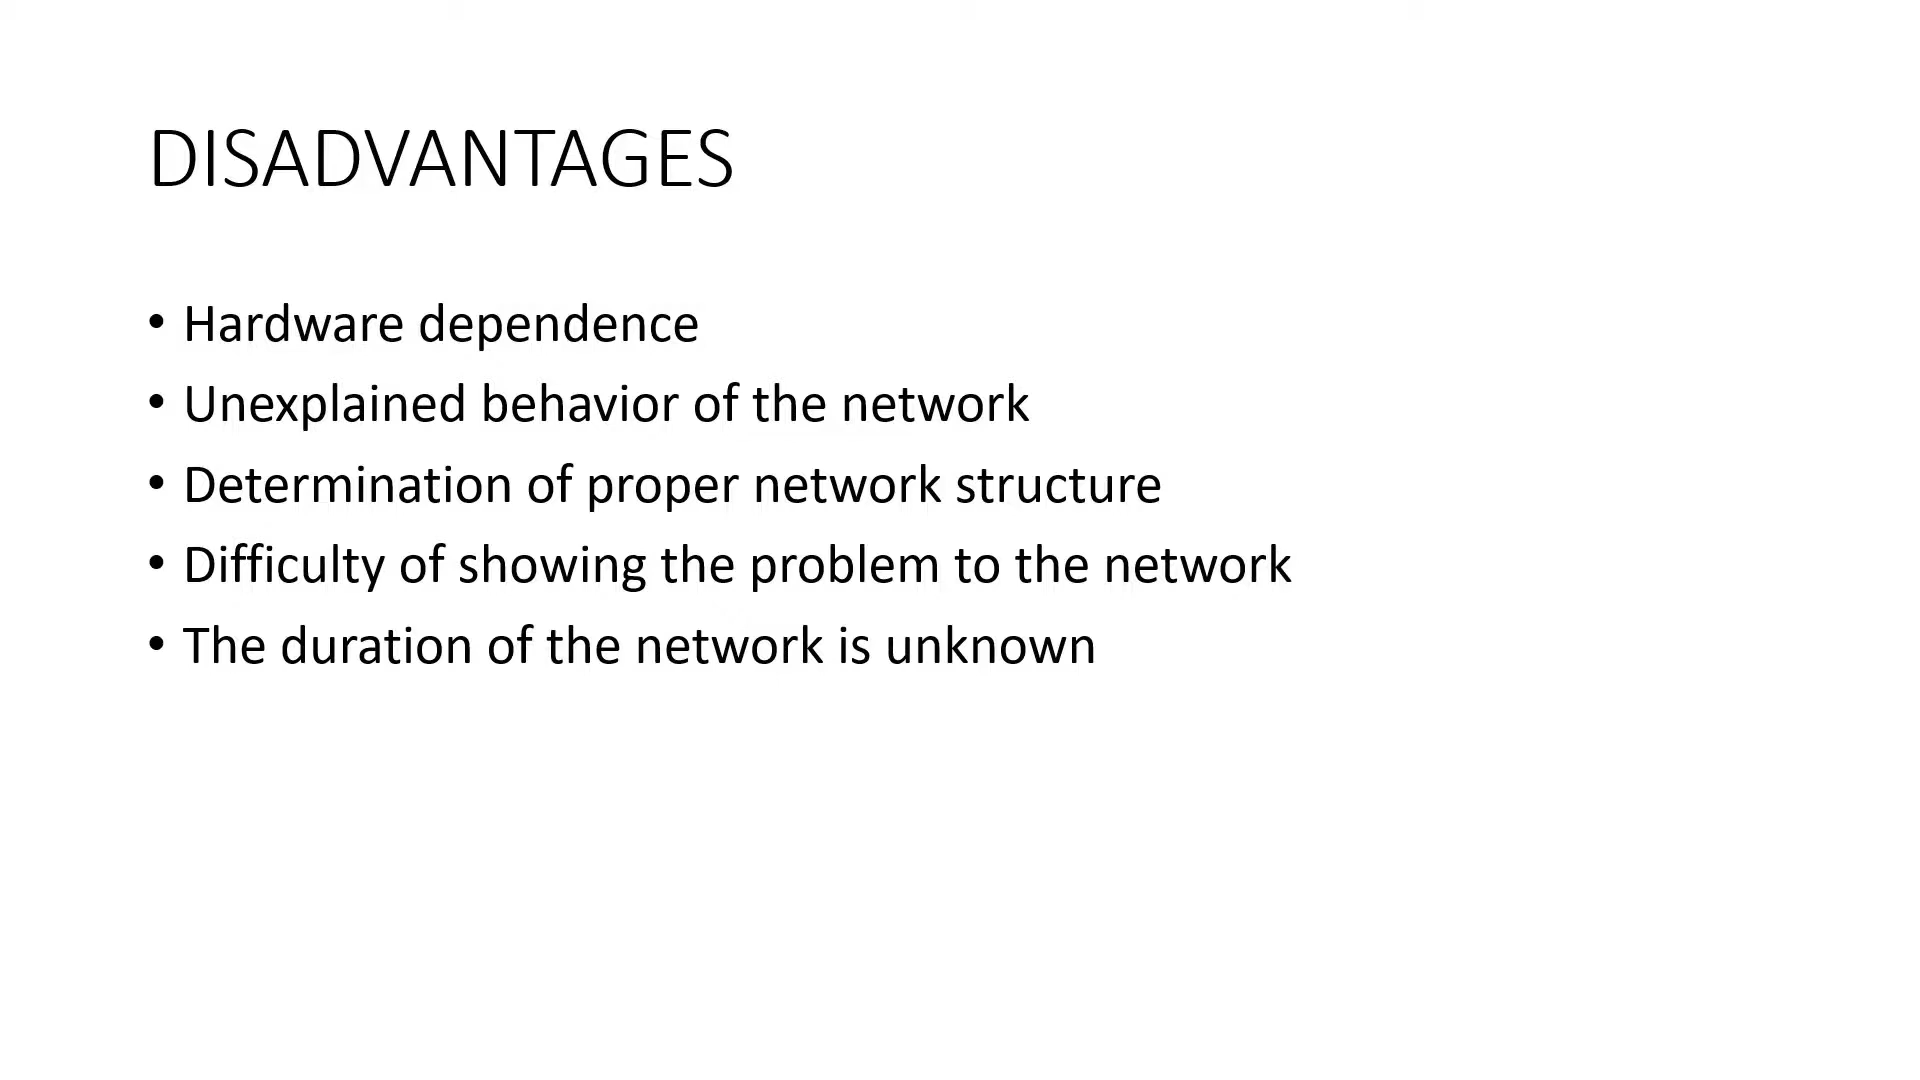 DISADVANTAGES
• Hardware dependence
• Unexplained behavior of the network
• Determination of proper network structure
• Difficulty of showing the problem to the network
• The duration of the network is unknown